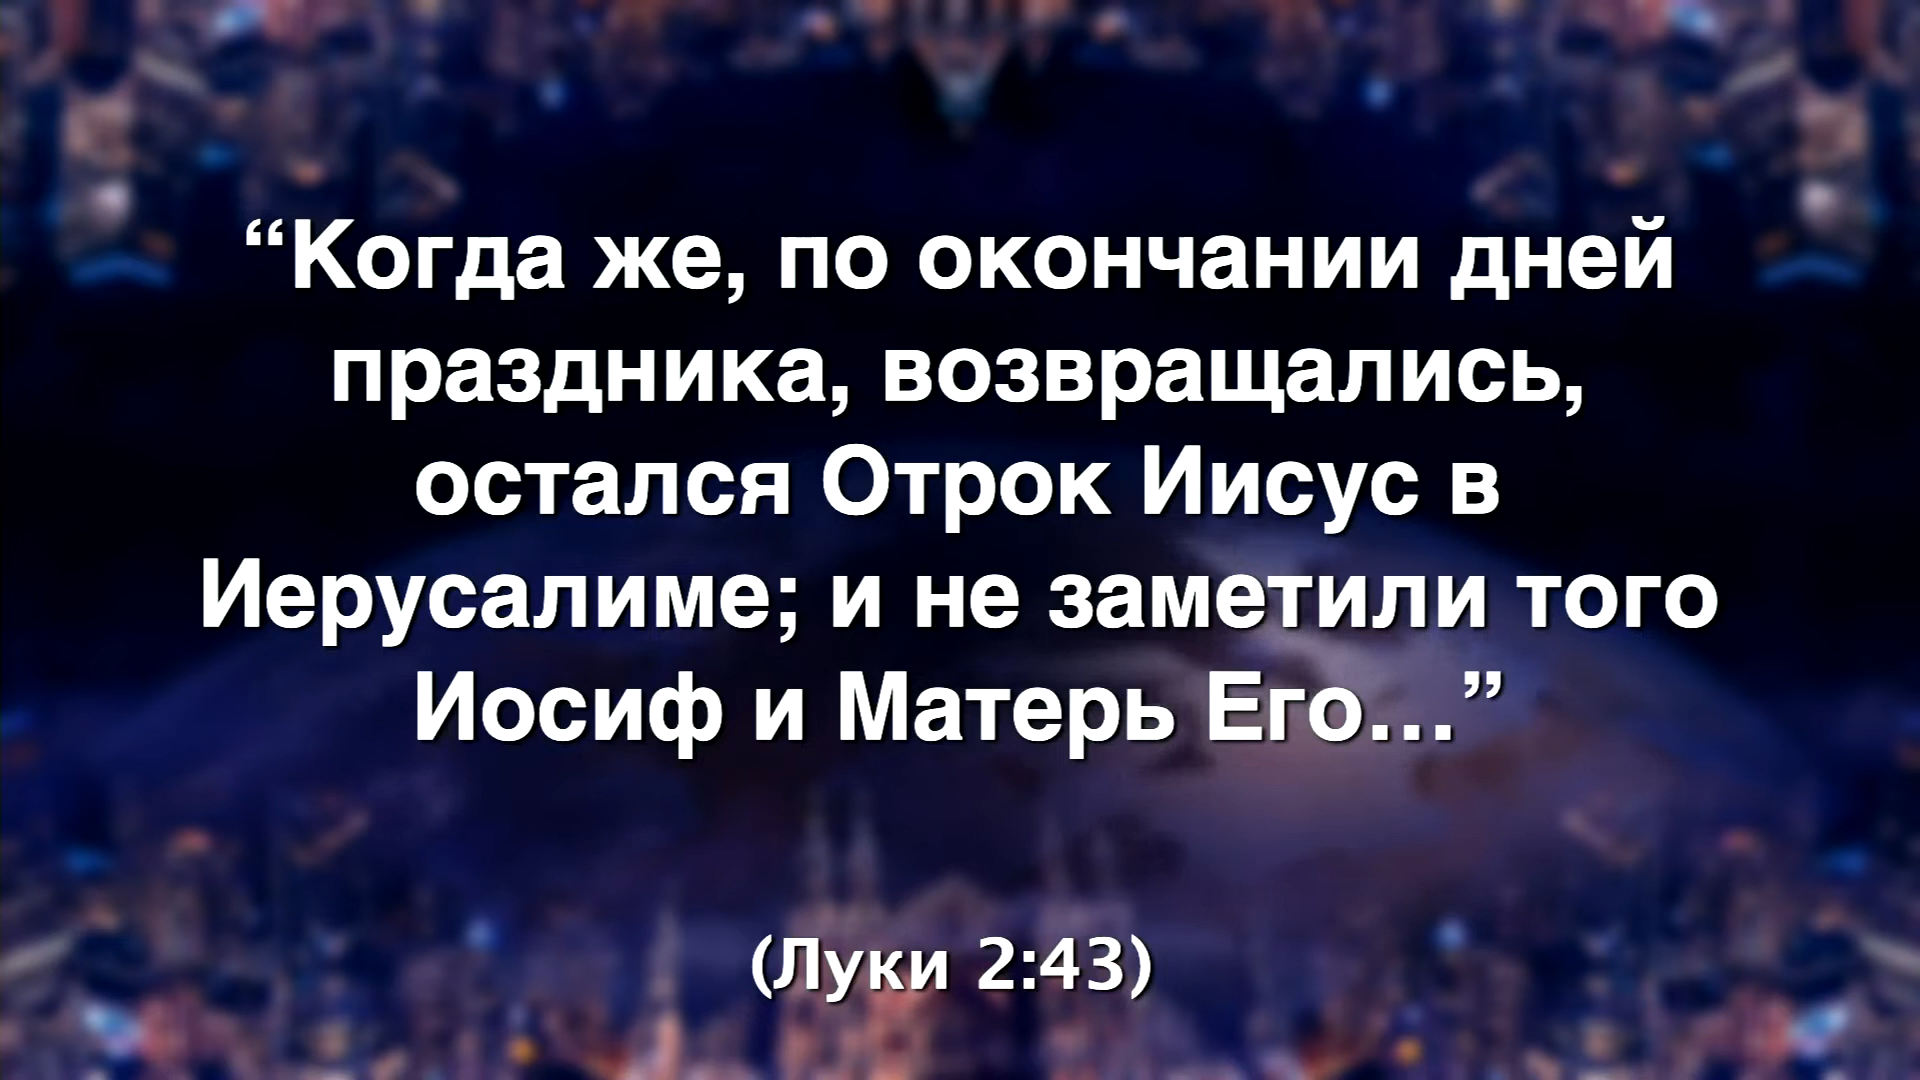 “Когда же, по окончании дней
праздника, возвращались,
остался Отрок Иисус в
Иерусалиме; и не заметили того
Иосиф и Матерь Его...”
(Луки 2:43)